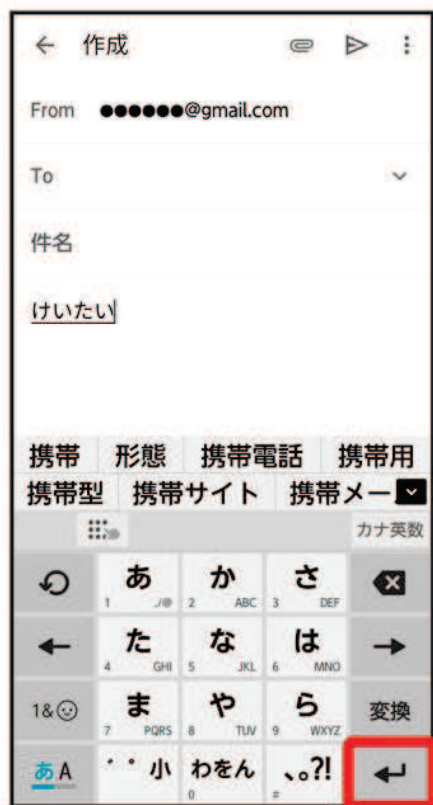 作成
From ●●●●●●@gmail.com
To
件名
けいたい
携帯 形態 携帯電話 携帯用
携帯型 携帯サイト 携帯メー
カナ英数
あ か さ
1 ./@ 2 ABC 3 DEF
た な は
4 GHI 5 JKL 6 MNO
1& ま や ら 変換
7 PQRS 8 TUV 9 WXYZ
あA ゛゜小 わをん 、。?!
0 #